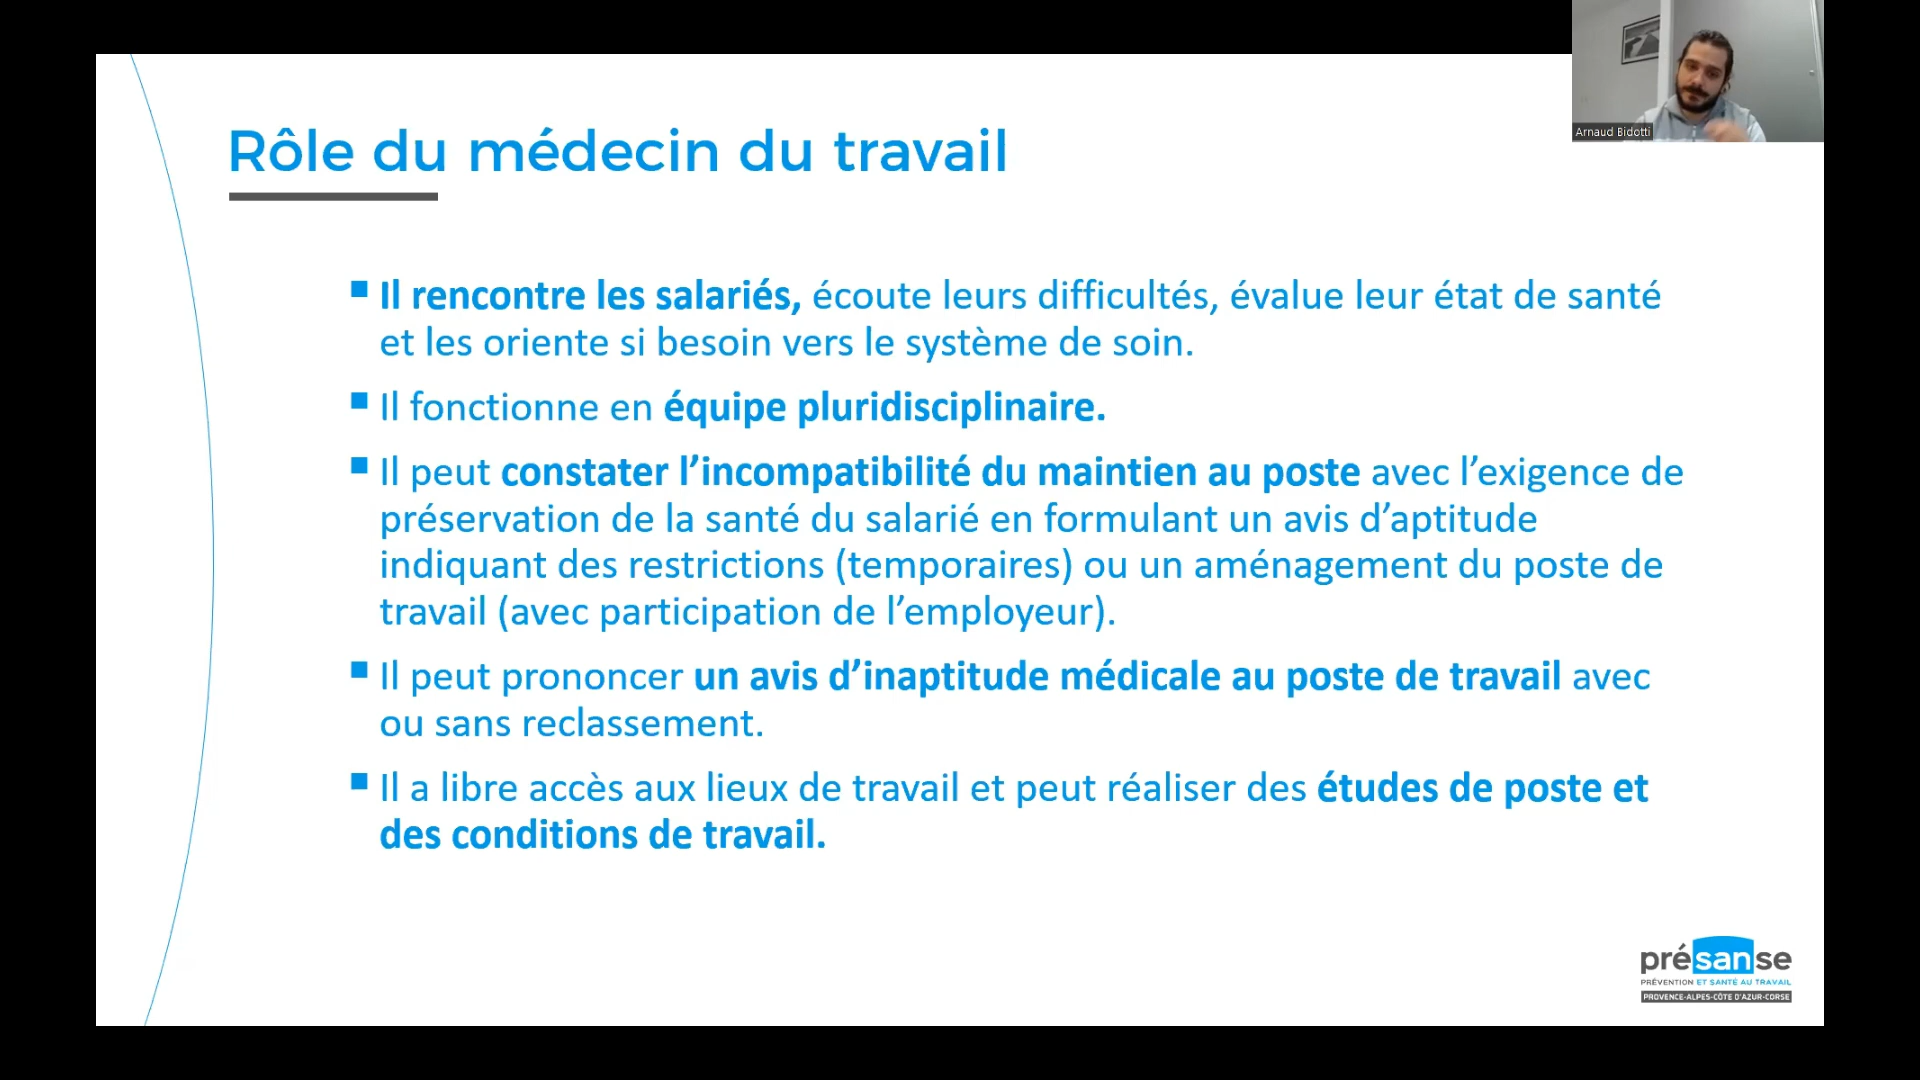 Arnaud Bidotti
Rôle du médecin du travail
Il rencontre les salariés, écoute leurs difficultés, évalue leur état de santé
et les oriente si besoin vers le système de soin.
Il fonctionne en équipe pluridisciplinaire.
Il peut constater l’incompatibilité du maintien au poste avec l’exigence de
préservation de la santé du salarié en formulant un avis d’aptitude
indiquant des restrictions (temporaires) ou un aménagement du poste de
travail (avec participation de l’employeur).
Il peut prononcer un avis d’inaptitude médicale au poste de travail avec
ou sans reclassement.
Il a libre accès aux lieux de travail et peut réaliser des études de poste et
des conditions de travail.
présanse
PRÉVENTION ET SANTÉ AU TRAVAIL
PROVENCE-ALPES-CÔTE D'AZUR-CORSE